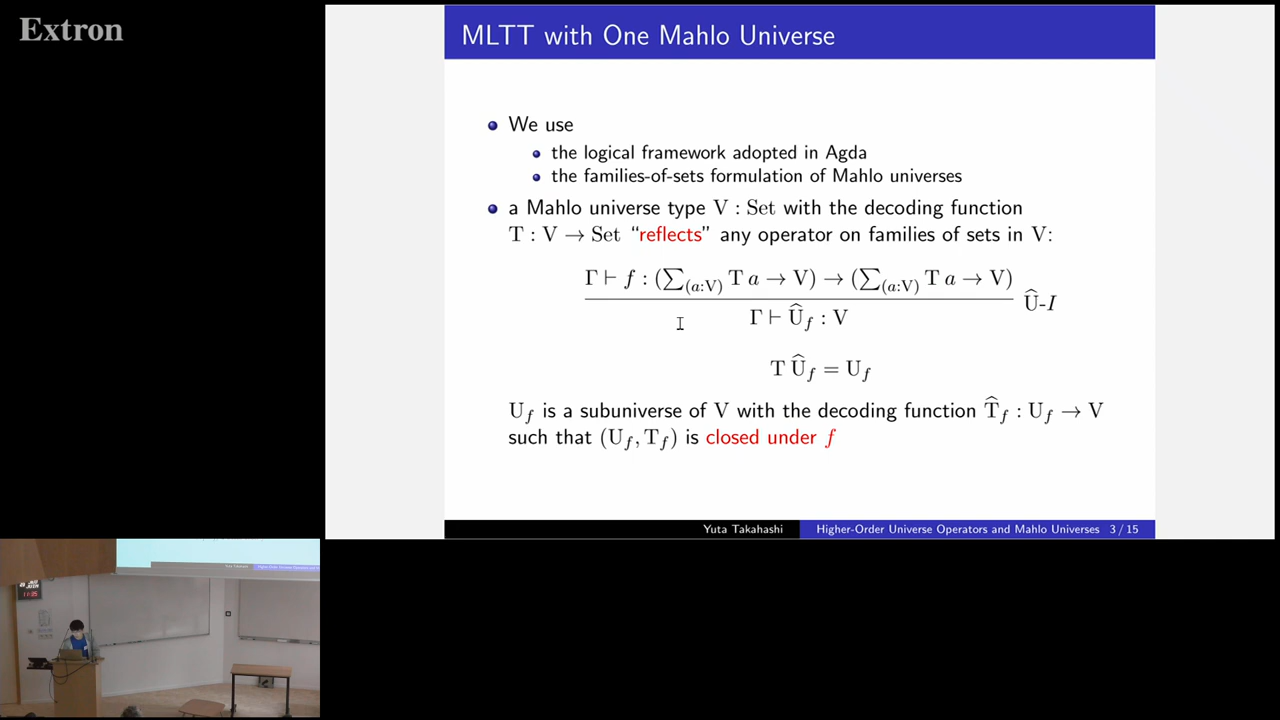 Extron
MLTT with One Mahlo Universe
We use
the logical framework adopted in Agda
the families-of-sets formulation of Mahlo universes
a Mahlo universe type V : Set with the decoding function
T : V → Set “reflects” any operator on families of sets in V:
Γ ⊢ f : (∑_(a:V) T a → V) → (∑_(a:V) T a → V)
Û-I
Γ ⊢ Û_f : V
T Û_f = U_f
U_f is a subuniverse of V with the decoding function T̂_f : U_f → V
such that (U_f, T_f) is closed under f
Yuta Takahashi
Higher-Order Universe Operators and Mahlo Universes 3 / 15